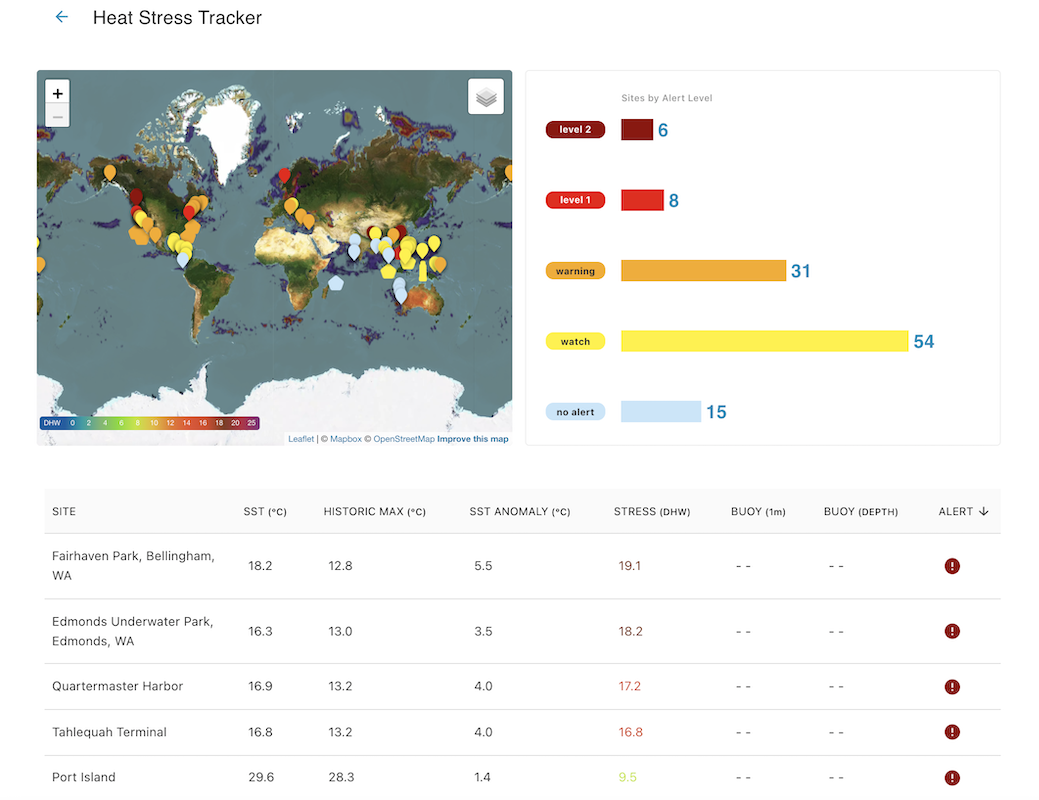 Heat Stress Tracker
+
−
DHW 0 2 4 6 8 10 12 14 16 18 20 25
Leaflet | © Mapbox © OpenStreetMap Improve this map
Sites by Alert Level
level 2 6
level 1 8
warning 31
watch 54
no alert 15
SITE SST (°C) HISTORIC MAX (°C) SST ANOMALY (°C) STRESS (DHW) BUOY (1m) BUOY (DEPTH) ALERT
Fairhaven Park, Bellingham,
WA 18.2 12.8 5.5 19.1 - - - -
Edmonds Underwater Park,
Edmonds, WA 16.3 13.0 3.5 18.2 - - - -
Quartermaster Harbor 16.9 13.2 4.0 17.2 - - - -
Tahlequah Terminal 16.8 13.2 4.0 16.8 - - - -
Port Island 29.6 28.3 1.4 9.5 - - - -